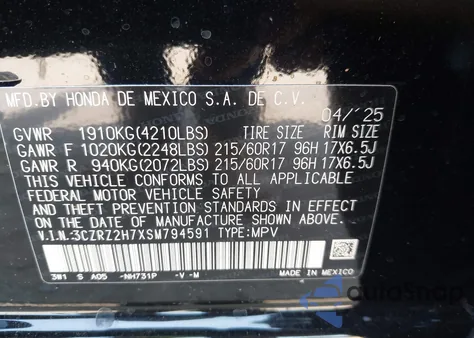 MFD.BY HONDA DE MEXICO S.A. DE C.V.
04/'25
GVWR 1910KG(4210LBS) TIRE SIZE RIM SIZE
GAWR F 1020KG(2248LBS) 215/60R17 96H 17X6.5J
GAWR R 940KG(2072LBS) 215/60R17 96H 17X6.5J
THIS VEHICLE CONFORMS TO ALL APPLICABLE
FEDERAL MOTOR VEHICLE SAFETY
AND THEFT PREVENTION STANDARDS IN EFFECT ON
THE DATE OF MANUFACTURE SHOWN ABOVE.
V.I.N.:3CZRZ2H7XSM794591 TYPE:MPV
3W1 S A05 -NH731P -V -M MADE IN MEXICO